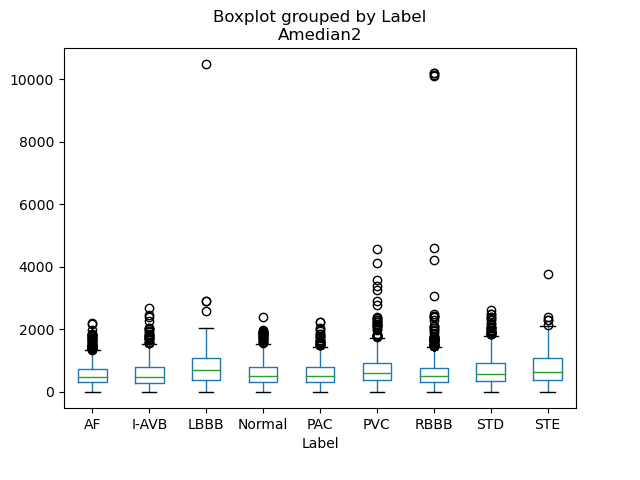 Boxplot grouped by Label
Amedian2
10000
8000
6000
4000
2000
0
AF I-AVB LBBB Normal PAC PVC RBBB STD STE
Label